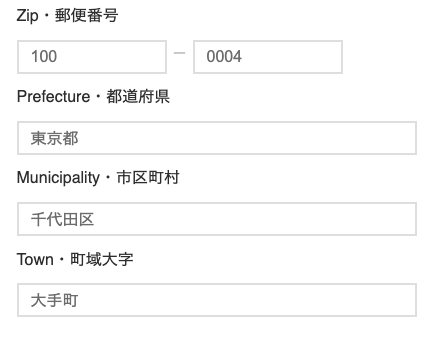 Zip・郵便番号
100 – 0004
Prefecture・都道府県
東京都
Municipality・市区町村
千代田区
Town・町域大字
大手町